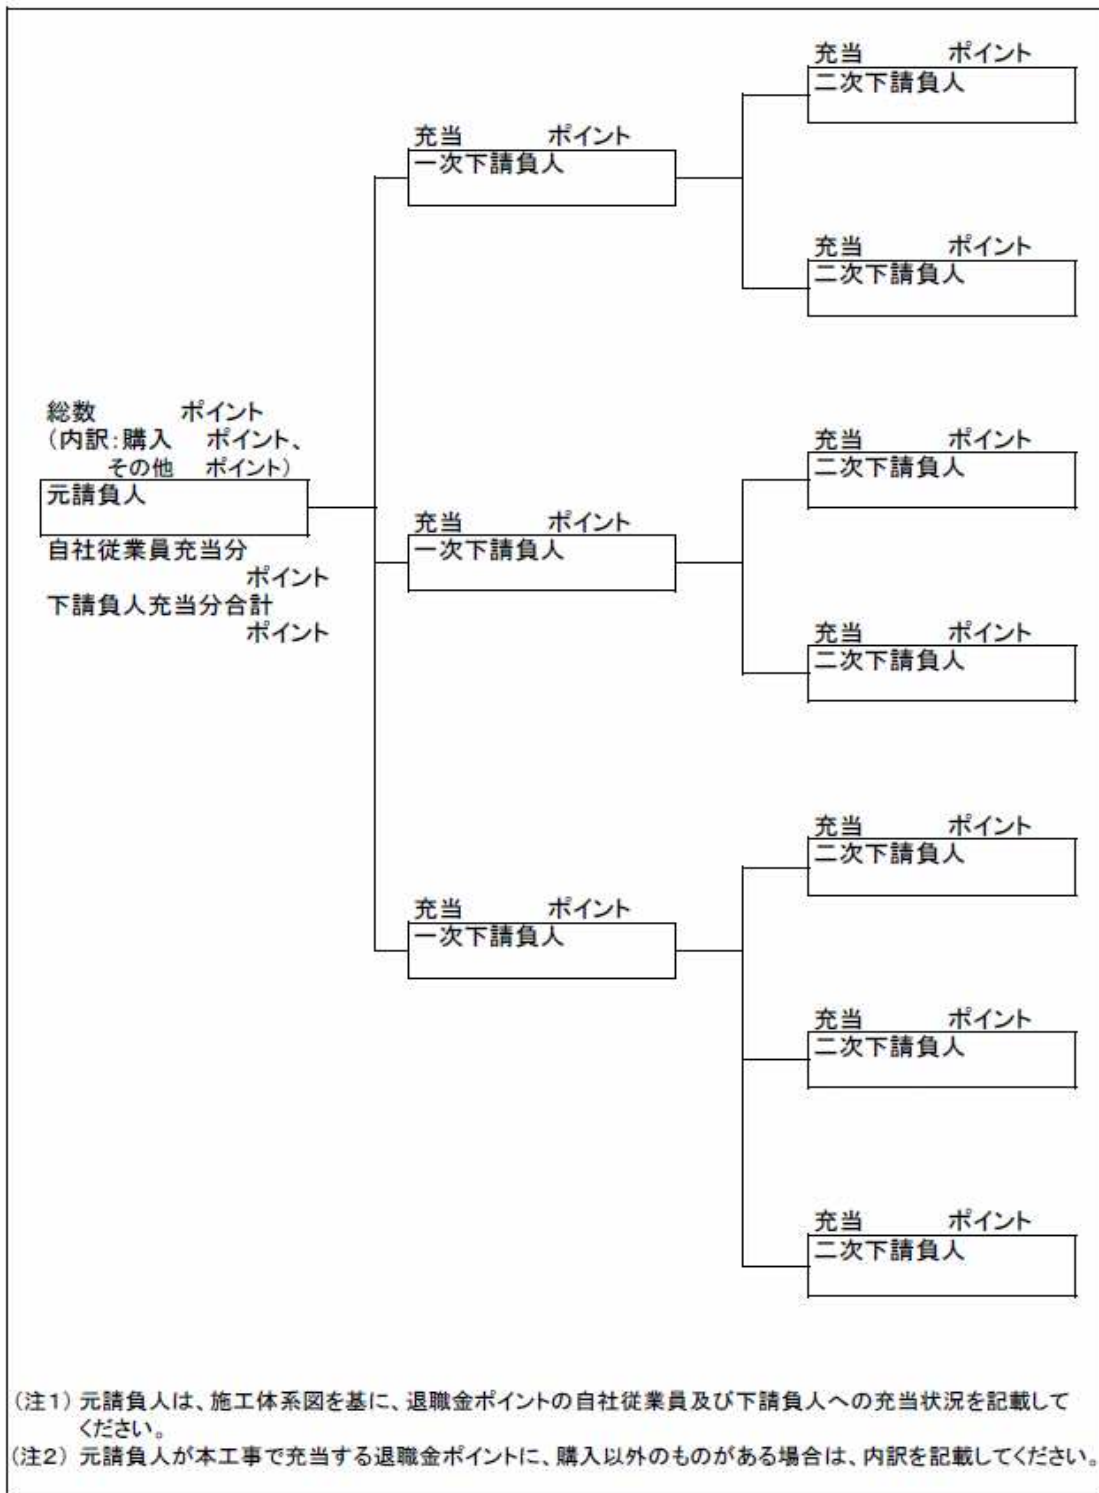 総数　　　ポイント
（内訳：購入　ポイント、
その他　ポイント）
元請負人
自社従業員充当分
ポイント
下請負人充当分合計
ポイント
充当　　　ポイント
一次下請負人
充当　　　ポイント
二次下請負人
充当　　　ポイント
二次下請負人
充当　　　ポイント
一次下請負人
充当　　　ポイント
二次下請負人
充当　　　ポイント
二次下請負人
充当　　　ポイント
一次下請負人
充当　　　ポイント
二次下請負人
充当　　　ポイント
二次下請負人
充当　　　ポイント
二次下請負人
（注１）元請負人は、施工体系図を基に、退職金ポイントの自社従業員及び下請負人への充当状況を記載して
ください。
（注２）元請負人が本工事で充当する退職金ポイントに、購入以外のものがある場合は、内訳を記載してください。